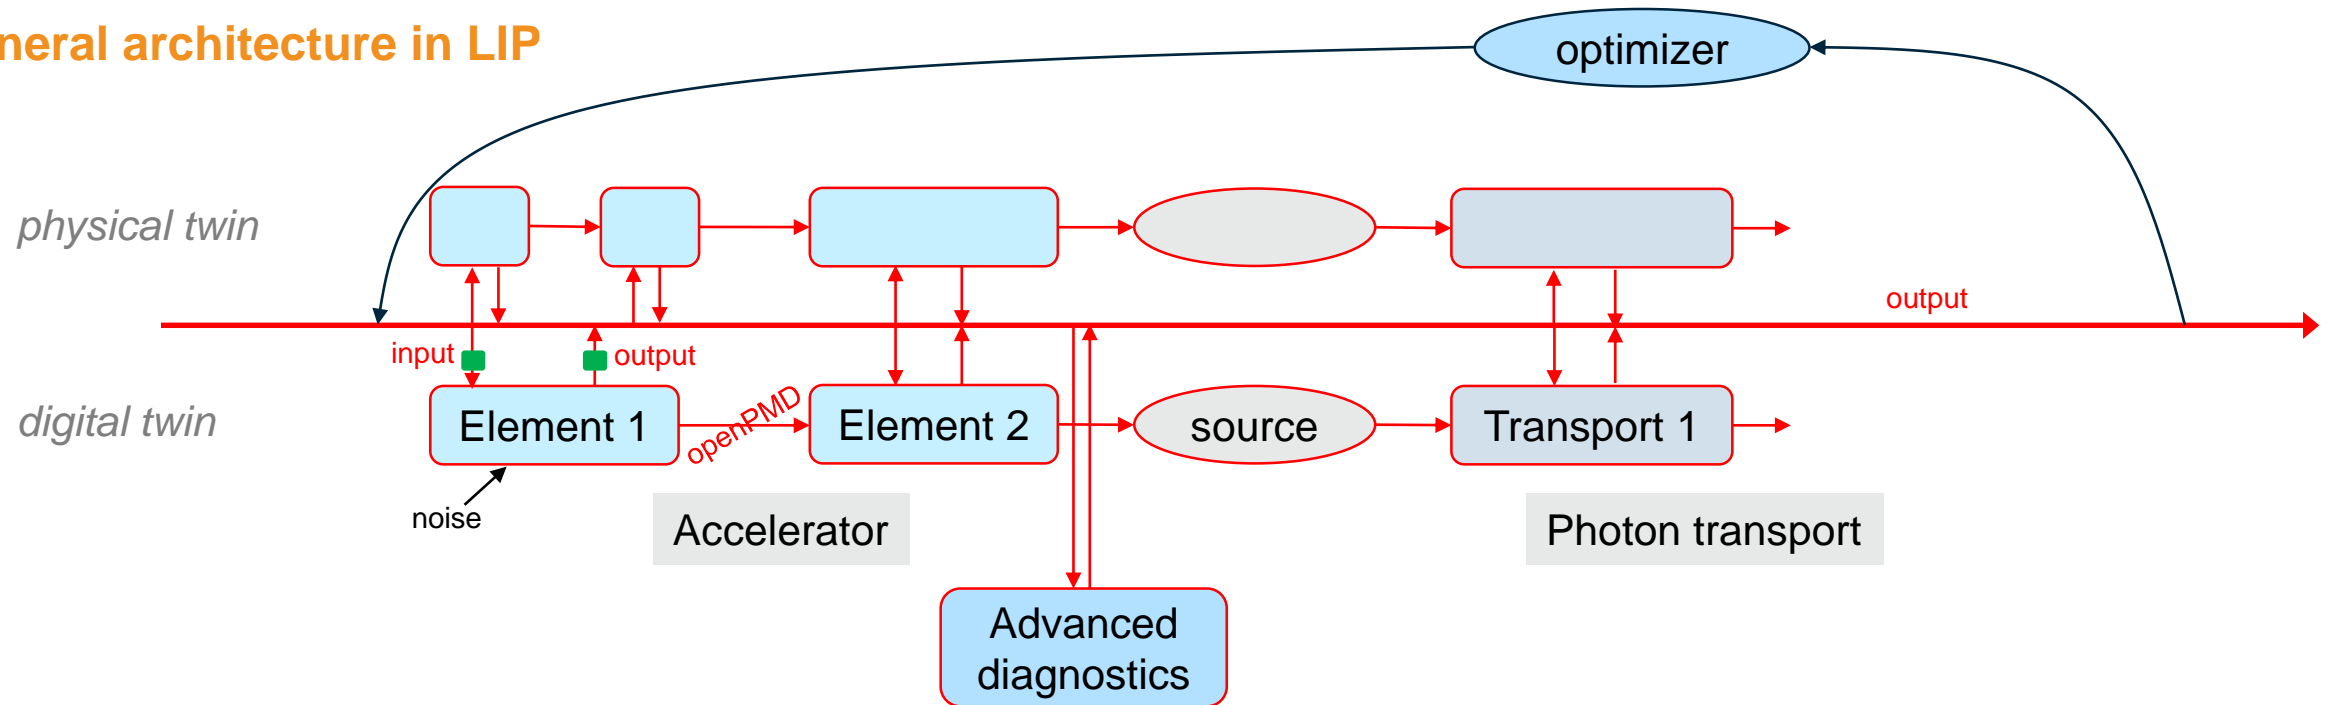 neral architecture in LIP
optimizer
physical twin
output
input
output
digital twin
Element 1
openPMD
Element 2
source
Transport 1
noise
Accelerator
Photon transport
Advanced
diagnostics